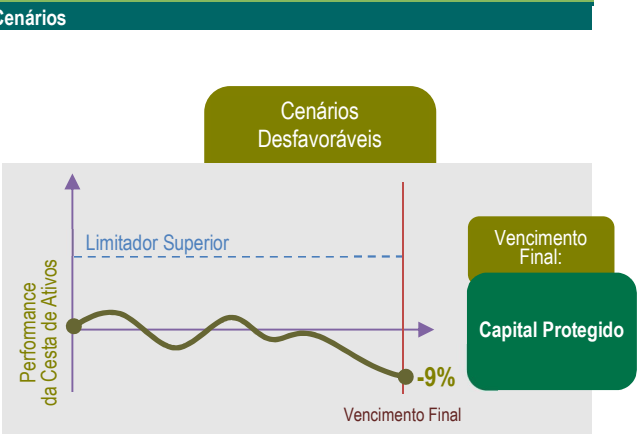 Cenários
Cenários
Desfavoráveis
Limitador Superior
Performance
da Cesta de Ativos
Vencimento
Final:
Capital Protegido
-9%
Vencimento Final